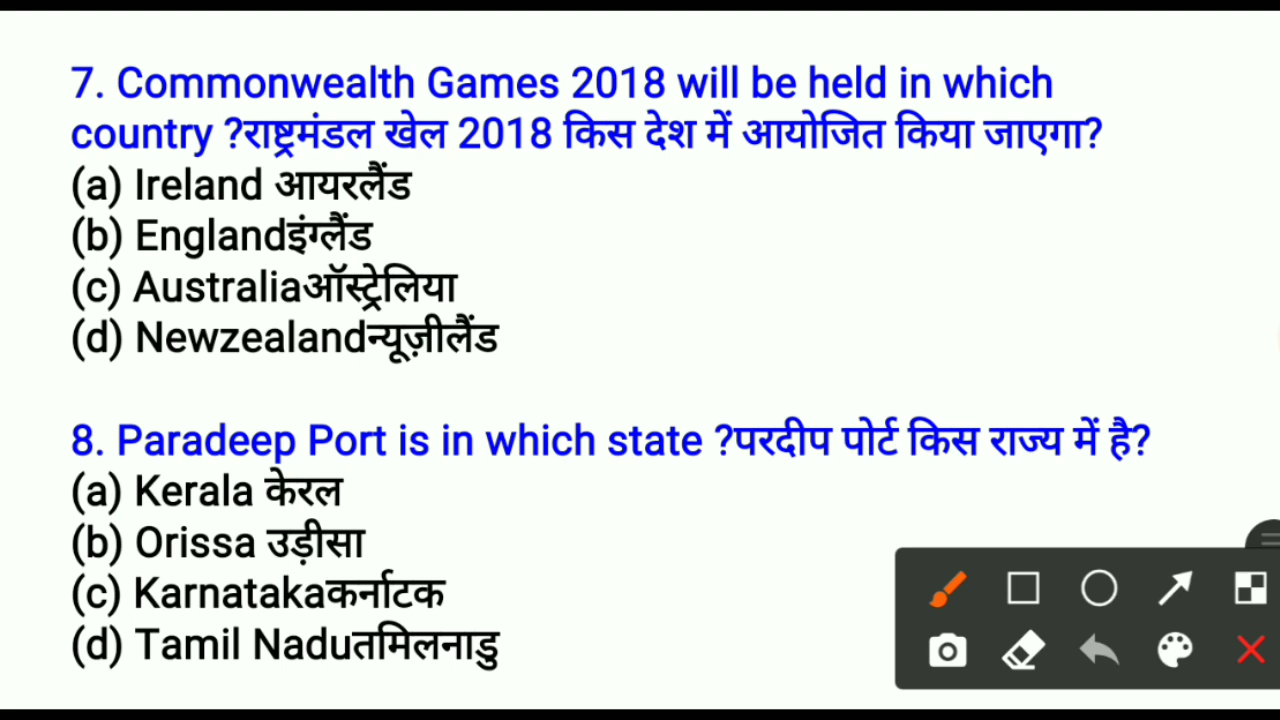 7. Commonwealth Games 2018 will be held in which
country ?राष्ट्रमंडल खेल 2018 किस देश में आयोजित किया जाएगा?
(a) Ireland आयरलैंड
(b) Englandइंग्लैंड
(c) Australiaऑस्ट्रेलिया
(d) Newzealandन्यूज़ीलैंड
8. Paradeep Port is in which state ?परदीप पोर्ट किस राज्य में है?
(a) Kerala केरल
(b) Orissa उड़ीसा
(c) Karnatakaकर्नाटक
(d) Tamil Naduतमिलनाडु